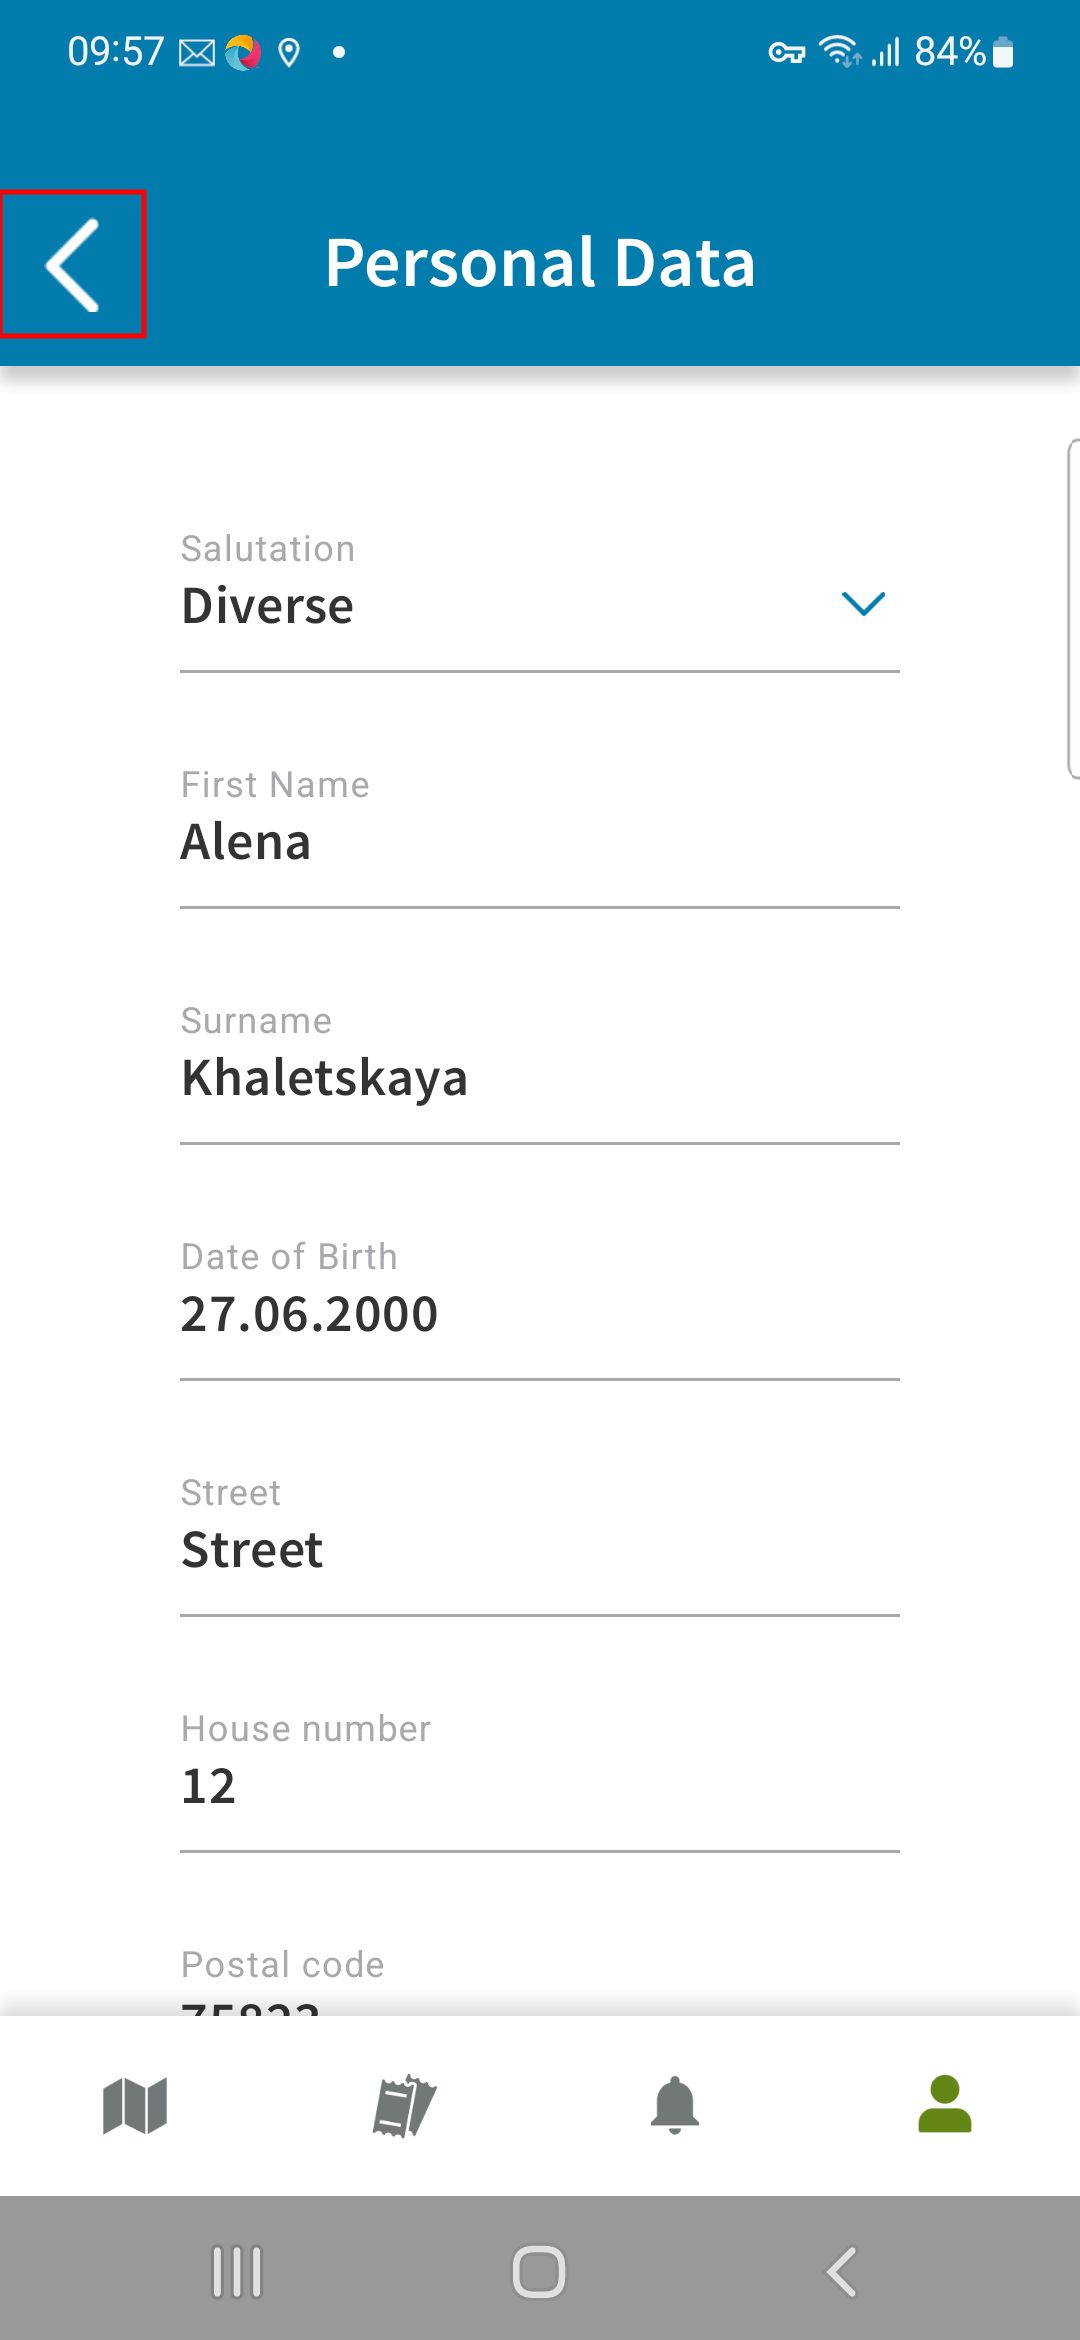 09:57
84%
Personal Data
Salutation
Diverse
First Name
Alena
Surname
Khaletskaya
Date of Birth
27.06.2000
Street
Street
House number
12
Postal code